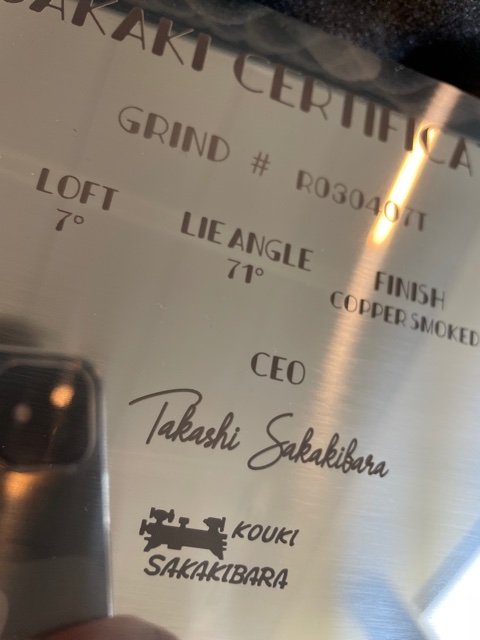 SAKAKI CERTIFICA
GRIND # R030407T
LOFT
7°
LIE ANGLE
71°
FINISH
COPPER SMOKED
CEO
Takashi Sakakibara
KOUKI
SAKAKIBARA